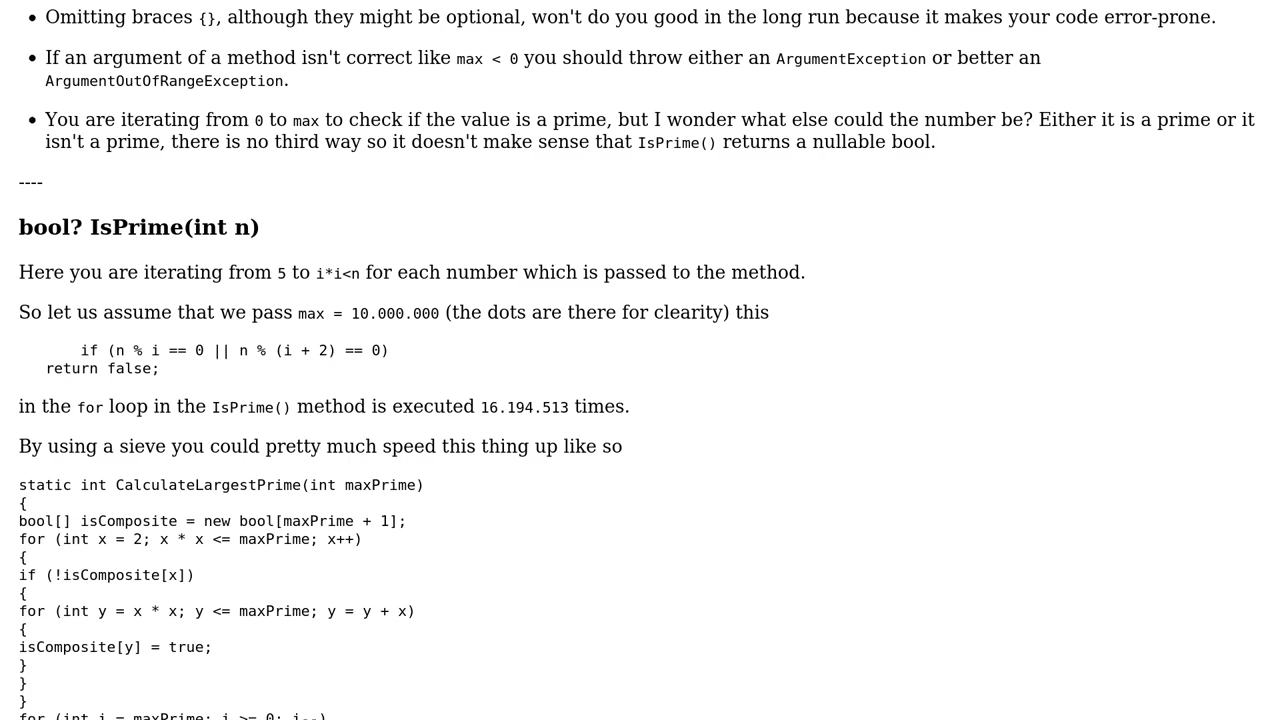 Omitting braces {}, although they might be optional, won't do you good in the long run because it makes your code error-prone.
If an argument of a method isn't correct like max < 0 you should throw either an ArgumentException or better an
ArgumentOutOfRangeException.
You are iterating from 0 to max to check if the value is a prime, but I wonder what else could the number be? Either it is a prime or it
isn't a prime, there is no third way so it doesn't make sense that IsPrime() returns a nullable bool.
----
bool? IsPrime(int n)
Here you are iterating from 5 to i*i<n for each number which is passed to the method.
So let us assume that we pass max = 10.000.000 (the dots are there for clearity) this
if (n % i == 0 || n % (i + 2) == 0)
return false;
in the for loop in the IsPrime() method is executed 16.194.513 times.
By using a sieve you could pretty much speed this thing up like so
static int CalculateLargestPrime(int maxPrime)
{
bool[] isComposite = new bool[maxPrime + 1];
for (int x = 2; x * x <= maxPrime; x++)
{
if (!isComposite[x])
{
for (int y = x * x; y <= maxPrime; y = y + x)
{
isComposite[y] = true;
}
}
}
for (int i = maxPrime; i >= 0; i--)